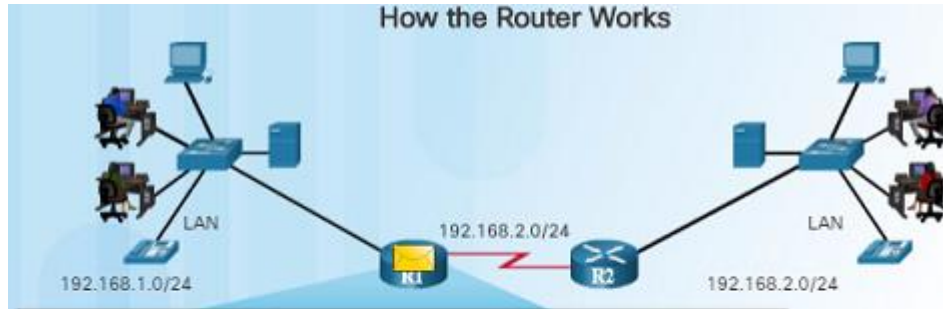 How the Router Works
LAN
192.168.1.0/24
192.168.2.0/24
R1
R2
LAN
192.168.2.0/24